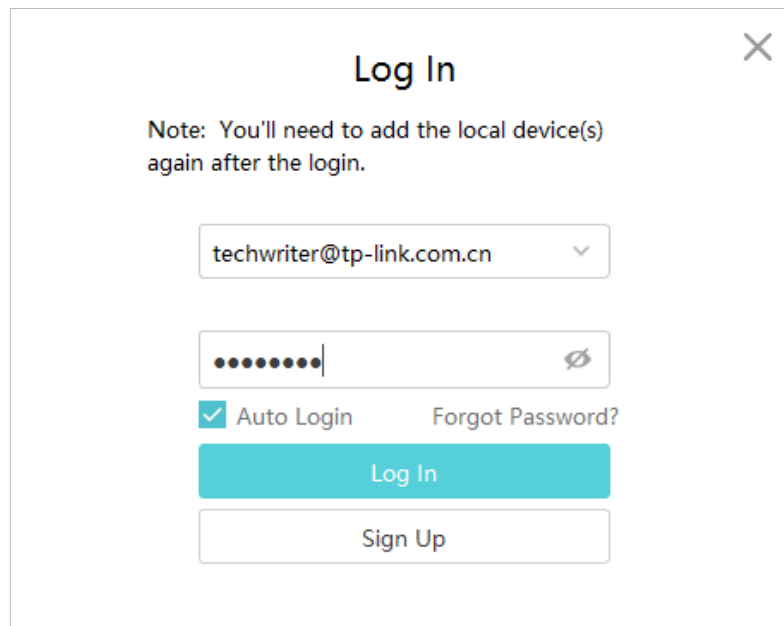 Log In
Note:  You'll need to add the local device(s)
again after the login.
techwriter@tp-link.com.cn
••••••••
Auto Login
Forgot Password?
Log In
Sign Up